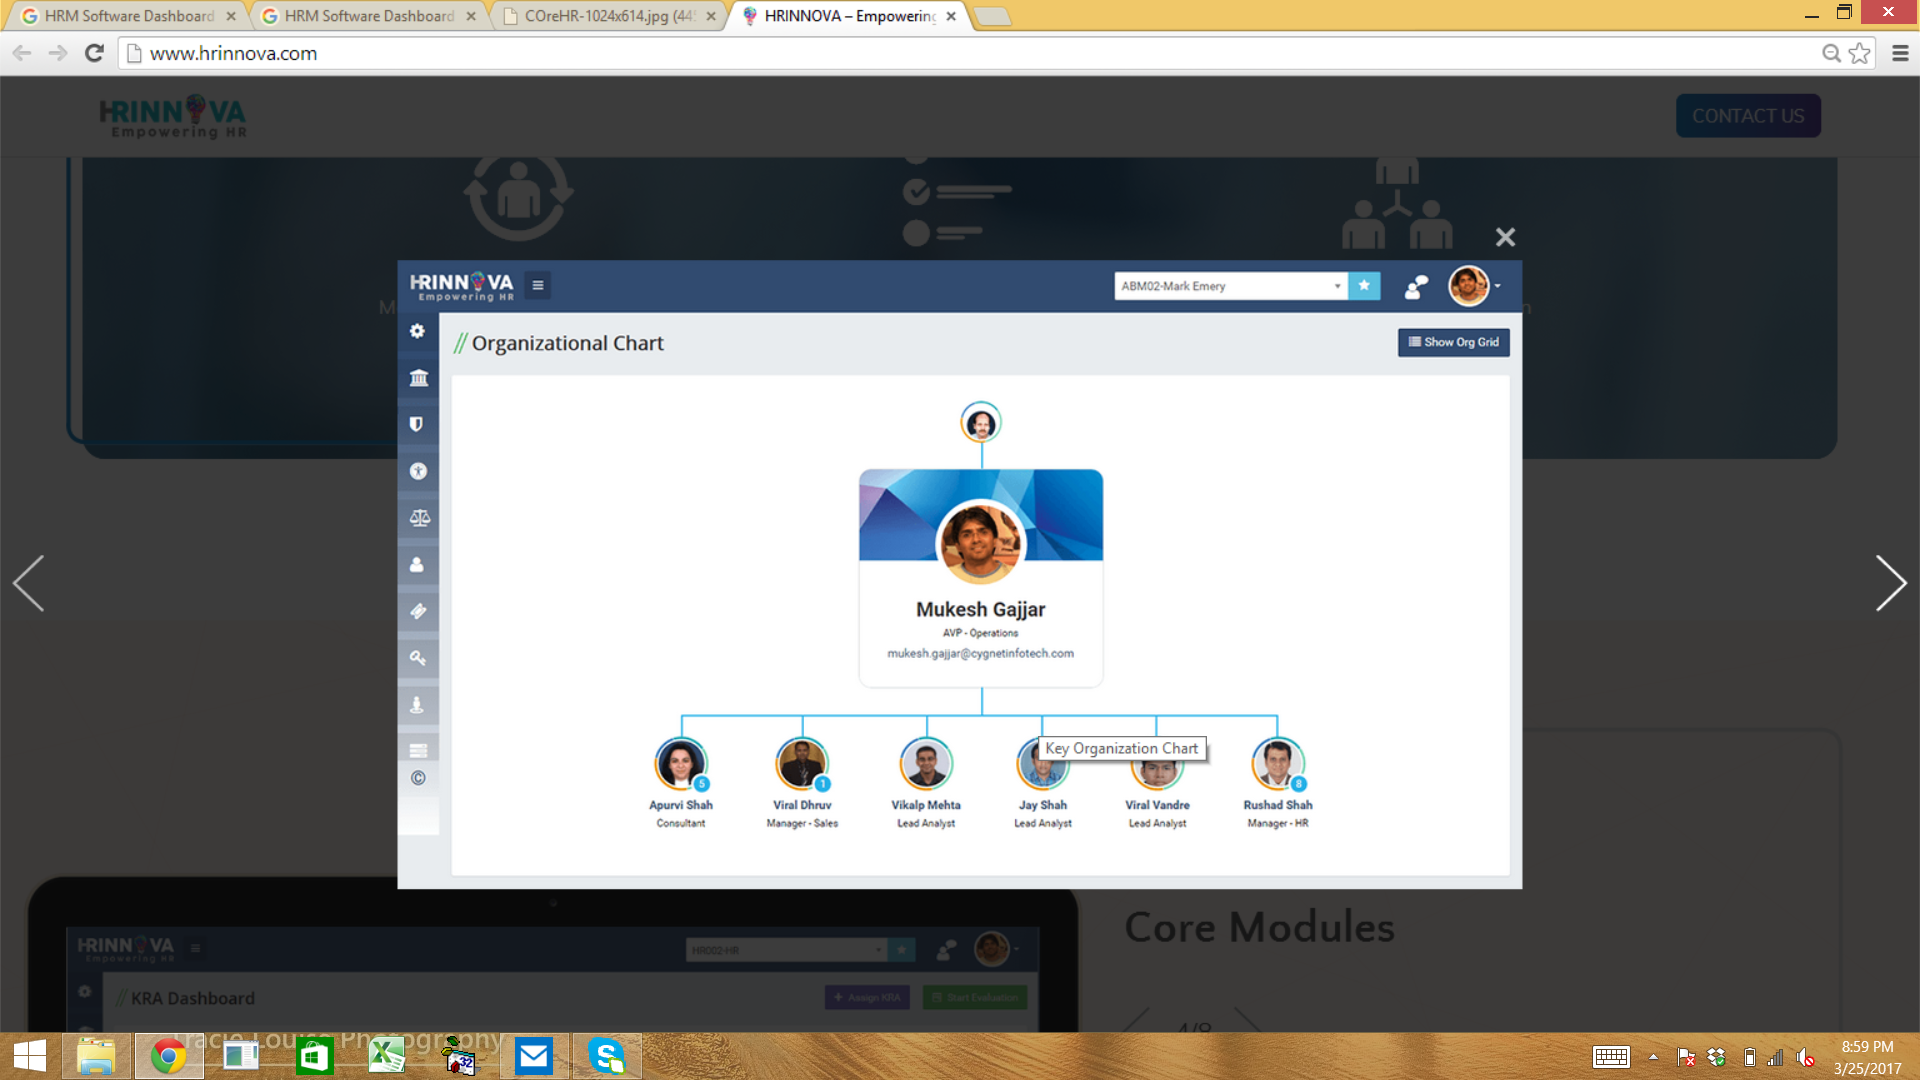 HRM Software Dashboard
HRM Software Dashboard
COreHR-1024x614.jpg (44
HRINNOVA – Empowering
www.hrinnova.com
HRINNOVA
Empowering HR
CONTACT US
HRINNOVA
Empowering HR
ABM02-Mark Emery
// Organizational Chart
Show Org Grid
Mukesh Gajjar
AVP - Operations
mukesh.gajjar@cygnetinfotech.com
Key Organization Chart
5
1
8
Apurvi Shah
Viral Dhruv
Vikalp Mehta
Jay Shah
Viral Vandre
Rushad Shah
Consultant
Manager - Sales
Lead Analyst
Lead Analyst
Lead Analyst
Manager - HR
©
Core Modules
HRINNOVA
Empowering HR
HR002-HR
// KRA Dashboard
+ Assign KRA
Start Evaluation
4/8
Tracie Louise Photography
32
8:59 PM
3/25/2017